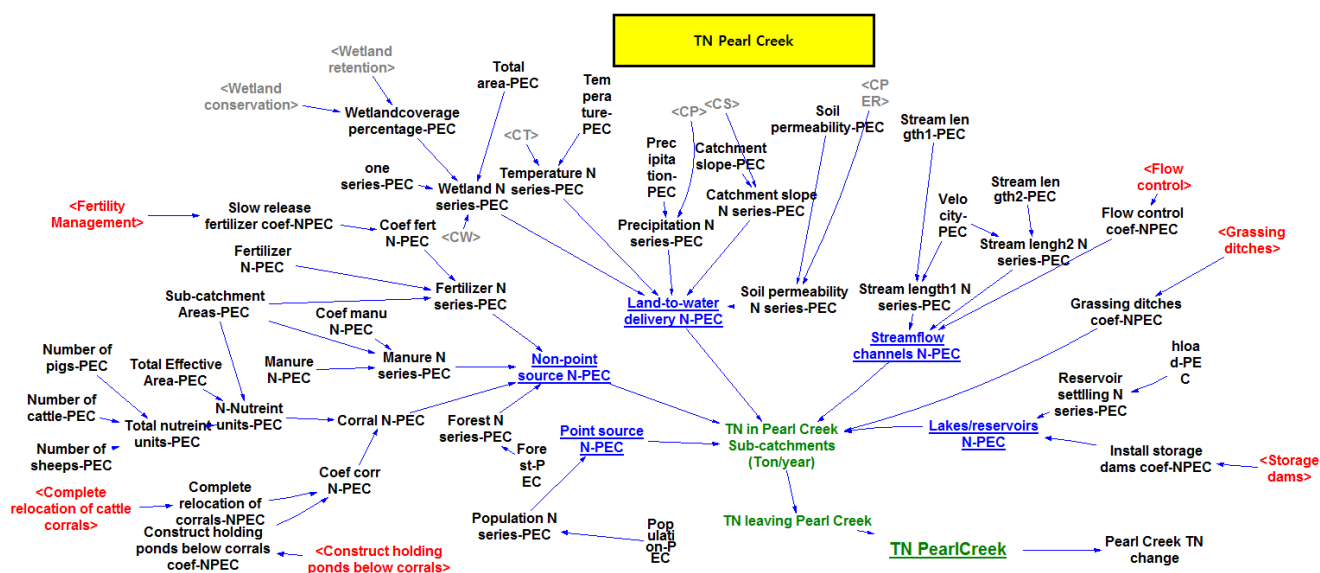 TN Pearl Creek
<Wetland
retention>
<Wetland
conservation>
Wetlandcoverage
percentage-PEC
Total
area-PEC
Tem
pera
ture-
PEC
<CT>
one
series-PEC
Wetland N
series-PEC
Temperature N
series-PEC
<CW>
<CP>
<CS>
Prec
ipita
tion-
PEC
Catchment
slope-PEC
Soil
permeability-PEC
<CP
ER>
Catchment slope
N series-PEC
Precipitation N
series-PEC
Stream len
gth1-PEC
Stream len
gth2-PEC
Velo
city-
PEC
<Flow
control>
Flow control
coef-NPEC
Stream lengh2 N
series-PEC
<Grassing
ditches>
<Fertility
Management>
Slow release
fertilizer coef-NPEC
Coef fert
N-PEC
Fertilizer
N-PEC
Fertilizer N
series-PEC
Sub-catchment
Areas-PEC
Coef manu
N-PEC
Land-to-water
delivery N-PEC
Soil permeability
N series-PEC
Stream length1 N
series-PEC
Grassing ditches
coef-NPEC
Streamflow
channels N-PEC
Number of
pigs-PEC
Total Effective
Area-PEC
Manure
N-PEC
Manure N
series-PEC
Non-point
source N-PEC
hloa
d-PE
C
Reservoir
settlling N
series-PEC
Number of
cattle-PEC
N-Nutreint
units-PEC
Total nutreint
units-PEC
Corral N-PEC
Number of
sheeps-PEC
Forest N
series-PEC
Fore
st-P
EC
Point source
N-PEC
TN in Pearl Creek
Sub-catchments
(Ton/year)
Lakes/reservoirs
N-PEC
Install storage
dams coef-NPEC
<Storage
dams>
Coef corr
N-PEC
<Complete
relocation of cattle
corrals>
Complete
relocation of
corrals-NPEC
Construct holding
ponds below corrals
coef-NPEC
<Construct holding
ponds below corrals>
Population N
series-PEC
Pop
ulati
on-P
EC
TN leaving Pearl Creek
TN PearlCreek
Pearl Creek TN
change